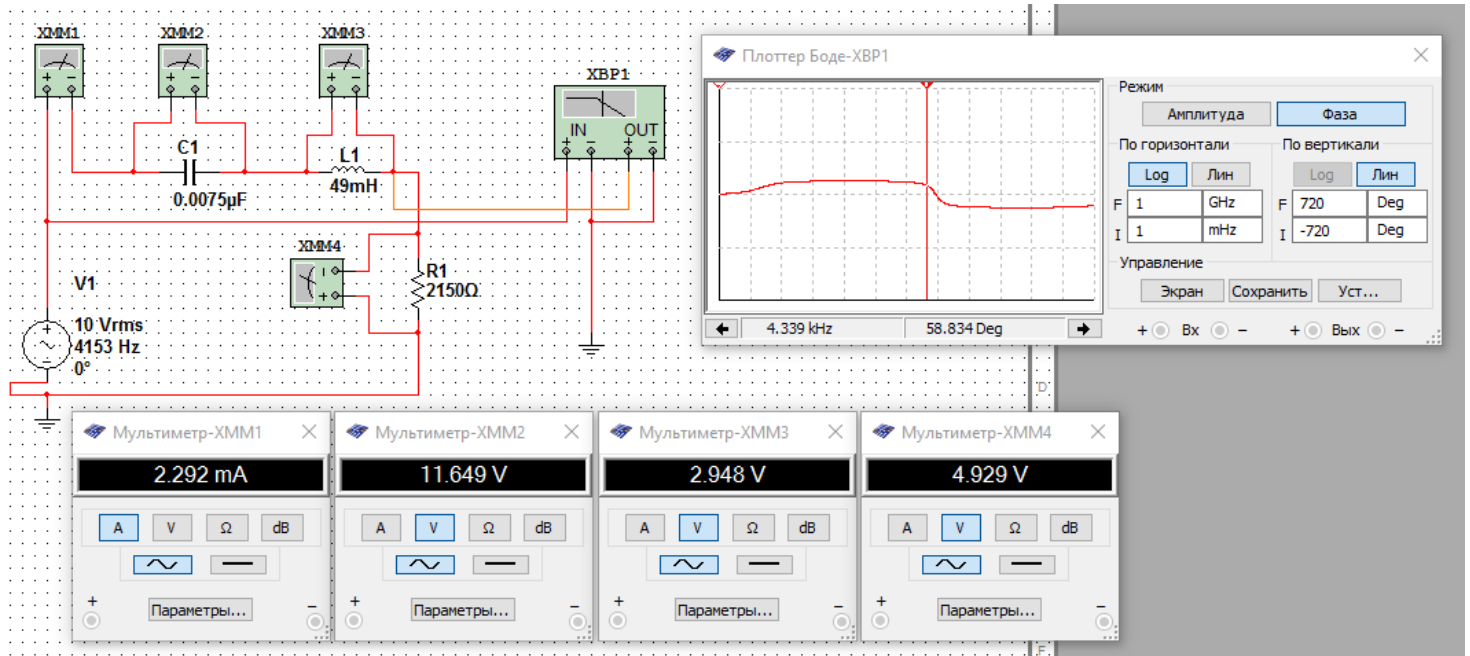 XMM1
XMM2
XMM3
XBP1
IN
OUT
C1
0.0075µF
L1
49mH
XMM4
R1
2150Ω
V1
10 Vrms
4153 Hz
0°
Плоттер Боде-XBP1
Режим
Амплитуда
Фаза
По горизонтали
По вертикали
Log
Лин
Log
Лин
F 1 GHz
F 720 Deg
I 1 mHz
I -720 Deg
Управление
Экран
Сохранить
Уст...
4.339 kHz
58.834 Deg
+ Вх -
+ Вых -
D
Мультиметр-XMM1
2.292 mA
A V Ω dB
Параметры...
+ -
Мультиметр-XMM2
11.649 V
A V Ω dB
Параметры...
+ -
Мультиметр-XMM3
2.948 V
A V Ω dB
Параметры...
+ -
Мультиметр-XMM4
4.929 V
A V Ω dB
Параметры...
+ -